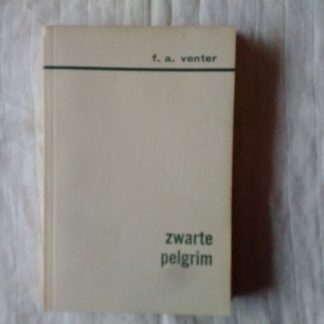 f. a. venter
zwarte
pelgrim